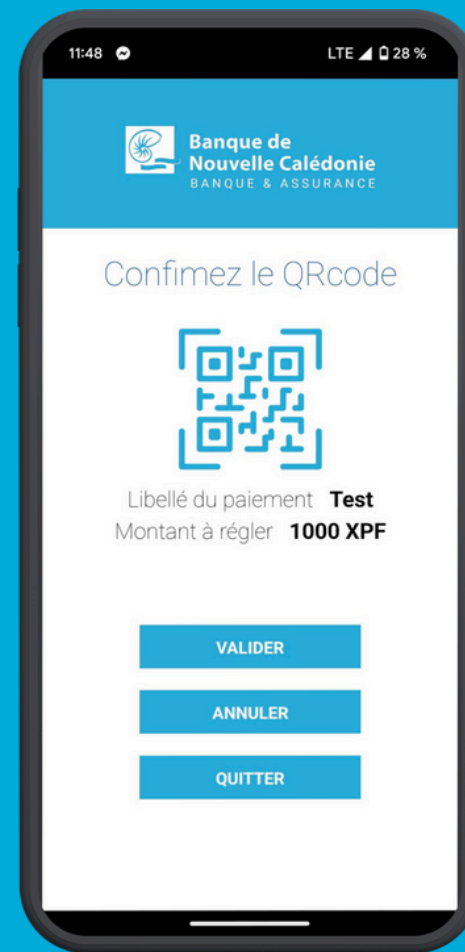 11:48 LTE 28 %
Banque de
Nouvelle Calédonie
BANQUE & ASSURANCE
Confimez le QRcode
Libellé du paiement Test
Montant à régler 1000 XPF
VALIDER
ANNULER
QUITTER